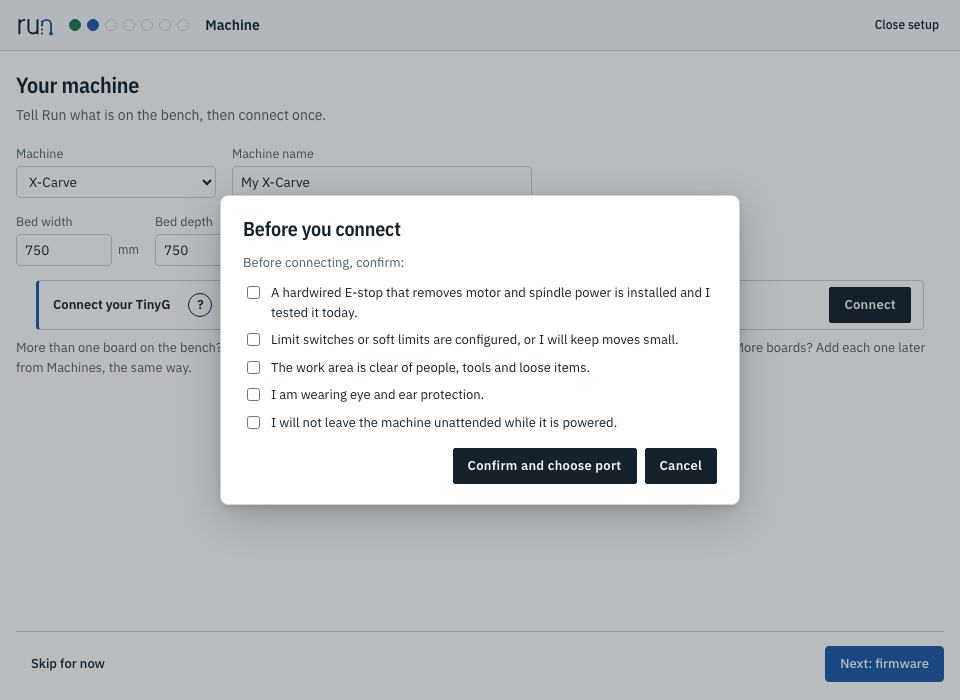 run
Machine
Close setup
Your machine
Tell Run what is on the bench, then connect once.
Machine
Machine name
X-Carve
My X-Carve
Bed width
Bed depth
750
mm
750
Before you connect
Before connecting, confirm:
A hardwired E-stop that removes motor and spindle power is installed and I
tested it today.
Limit switches or soft limits are configured, or I will keep moves small.
The work area is clear of people, tools and loose items.
I am wearing eye and ear protection.
I will not leave the machine unattended while it is powered.
Confirm and choose port
Cancel
Connect your TinyG
?
Connect
More than one board on the bench?
More boards? Add each one later
from Machines, the same way.
Skip for now
Next: firmware